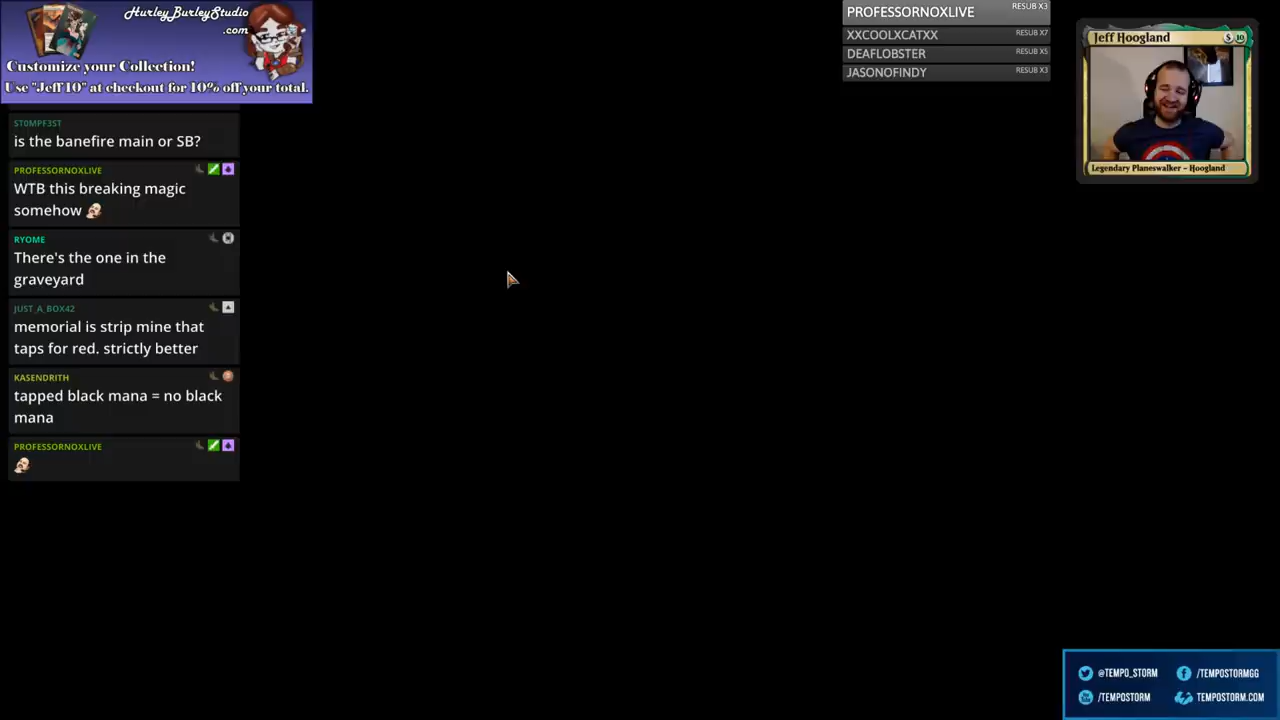 HurleyBurleyStudio
.com
Customize your Collection!
Use "Jeff10" at checkout for 10% off your total.
ST0MPF3ST
is the banefire main or SB?
PROFESSORNOXLIVE
WTB this breaking magic
somehow
RYOME
There's the one in the
graveyard
JUST_A_BOX42
memorial is strip mine that
taps for red. strictly better
KASENDRITH
tapped black mana = no black
mana
PROFESSORNOXLIVE
PROFESSORNOXLIVE RESUB X3
XXCOOLXCATXX RESUB X7
DEAFLOBSTER RESUB X5
JASONOFINDY RESUB X3
Jeff Hoogland S 10
Legendary Planeswalker ~ Hoogland
@TEMPO_STORM /TEMPOSTORMGG
/TEMPOSTORM TEMPOSTORM.COM